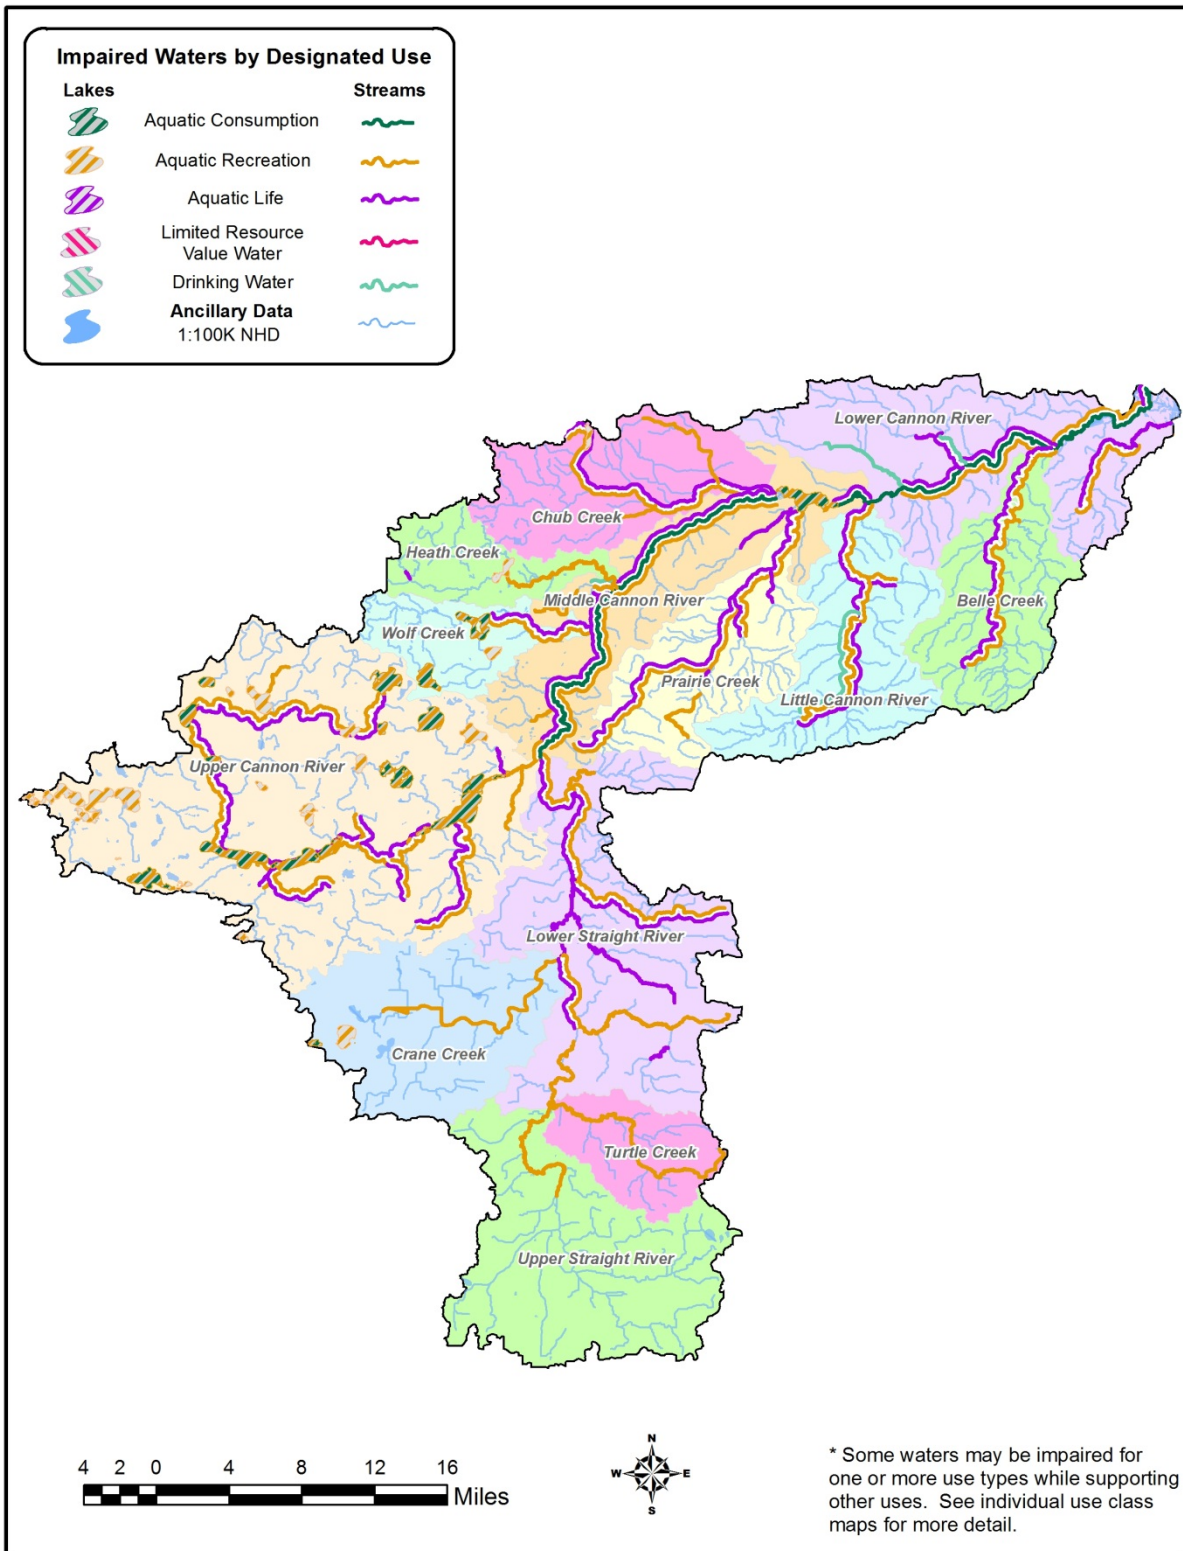 Impaired Waters by Designated Use
Lakes
Streams
Aquatic Consumption
Aquatic Recreation
Aquatic Life
Limited Resource
Value Water
Drinking Water
Ancillary Data
1:100K NHD
Lower Cannon River
Chub Creek
Heath Creek
Middle Cannon River
Belle Creek
Wolf Creek
Prairie Creek
Little Cannon River
Upper Cannon River
Lower Straight River
Crane Creek
Turtle Creek
Upper Straight River
4 2 0 4 8 12 16
Miles
N
W E
S
* Some waters may be impaired for
one or more use types while supporting
other uses. See individual use class
maps for more detail.